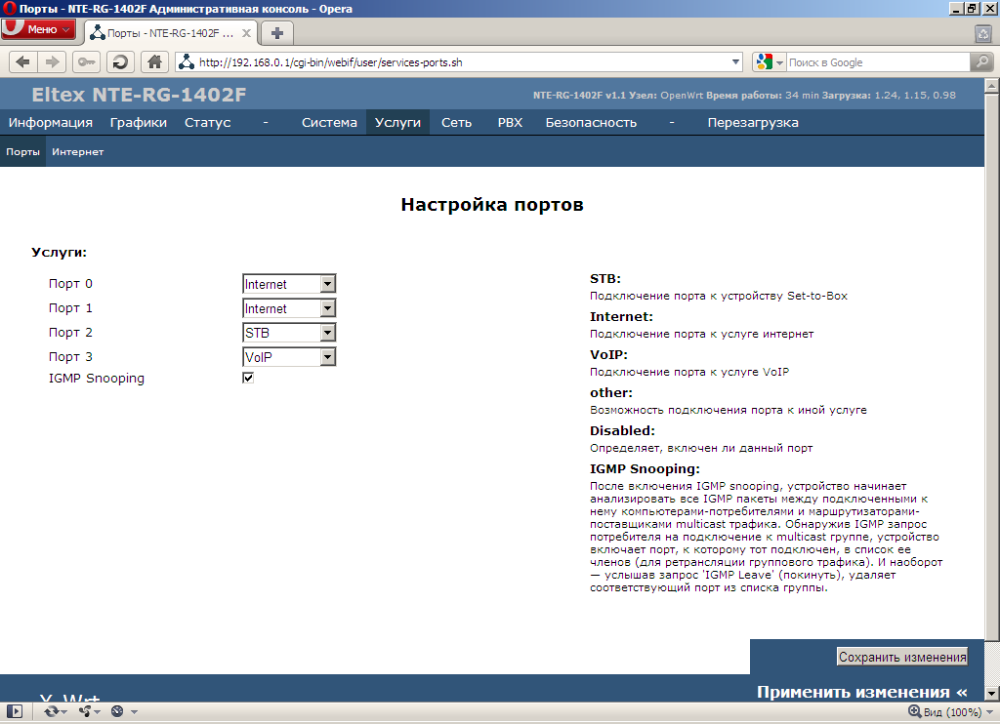 Порты - NTE-RG-1402F Административная консоль - Opera
Меню
Порты - NTE-RG-1402F ...
http://192.168.0.1/cgi-bin/webif/user/services-ports.sh
Поиск в Google
Eltex NTE-RG-1402F
NTE-RG-1402F v1.1 Узел: OpenWrt Время работы: 34 min Загрузка: 1.24, 1.15, 0.98
Информация Графики Статус - Система Услуги Сеть PBX Безопасность - Перезагрузка
Порты Интернет
Настройка портов
Услуги:
Порт 0 Internet
Порт 1 Internet
Порт 2 STB
Порт 3 VoIP
IGMP Snooping
STB:
Подключение порта к устройству Set-to-Box
Internet:
Подключение порта к услуге интернет
VoIP:
Подключение порта к услуге VoIP
other:
Возможность подключения порта к иной услуге
Disabled:
Определяет, включен ли данный порт
IGMP Snooping:
После включения IGMP snooping, устройство начинает
анализировать все IGMP пакеты между подключенными к
нему компьютерами-потребителями и маршрутизаторами-
поставщиками multicast трафика. Обнаружив IGMP запрос
потребителя на подключение к multicast группе, устройство
включает порт, к которому тот подключен, в список ее
членов (для ретрансляции группового трафика). И наоборот
— услышав запрос 'IGMP Leave' (покинуть), удаляет
соответствующий порт из списка группы.
Сохранить изменения
Применить изменения «
X-Wrt
Вид (100%)